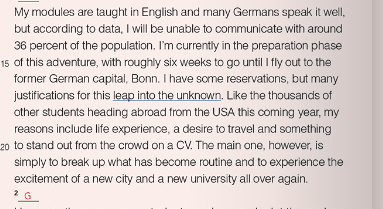 My modules are taught in English and many Germans speak it well,
but according to data, I will be unable to communicate with around
36 percent of the population. I'm currently in the preparation phase
15 of this adventure, with roughly six weeks to go until I fly out to the
former German capital, Bonn. I have some reservations, but many
justifications for this leap into the unknown. Like the thousands of
other students heading abroad from the USA this coming year, my
reasons include life experience, a desire to travel and something
20 to stand out from the crowd on a CV. The main one, however, is
simply to break up what has become routine and to experience the
excitement of a new city and a new university all over again.
2 G